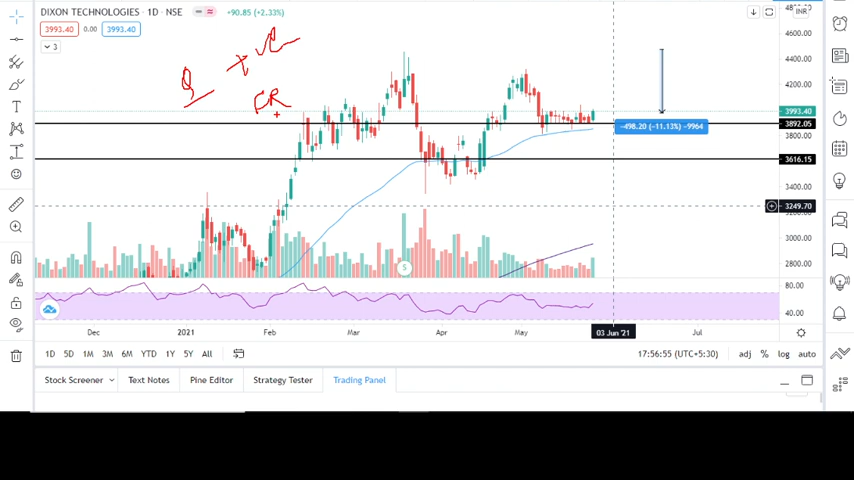 DIXON TECHNOLOGIES · 1D · NSE +90.85 (+2.33%)
3993.40 0.00 3993.40
3
INR
4600.00
4400.00
4200.00
3993.40
3892.05
3800.00
3616.15
3400.00
3249.70
3000.00
2800.00
80.00
40.00
Q +ve
CR
-498.20 (-11.13%) -9964
S
Dec 2021 Feb Mar Apr May 03 Jun '21 Jul
1D 5D 1M 3M 6M YTD 1Y 5Y All 17:56:55 (UTC+5:30) adj % log auto
Stock Screener Text Notes Pine Editor Strategy Tester Trading Panel